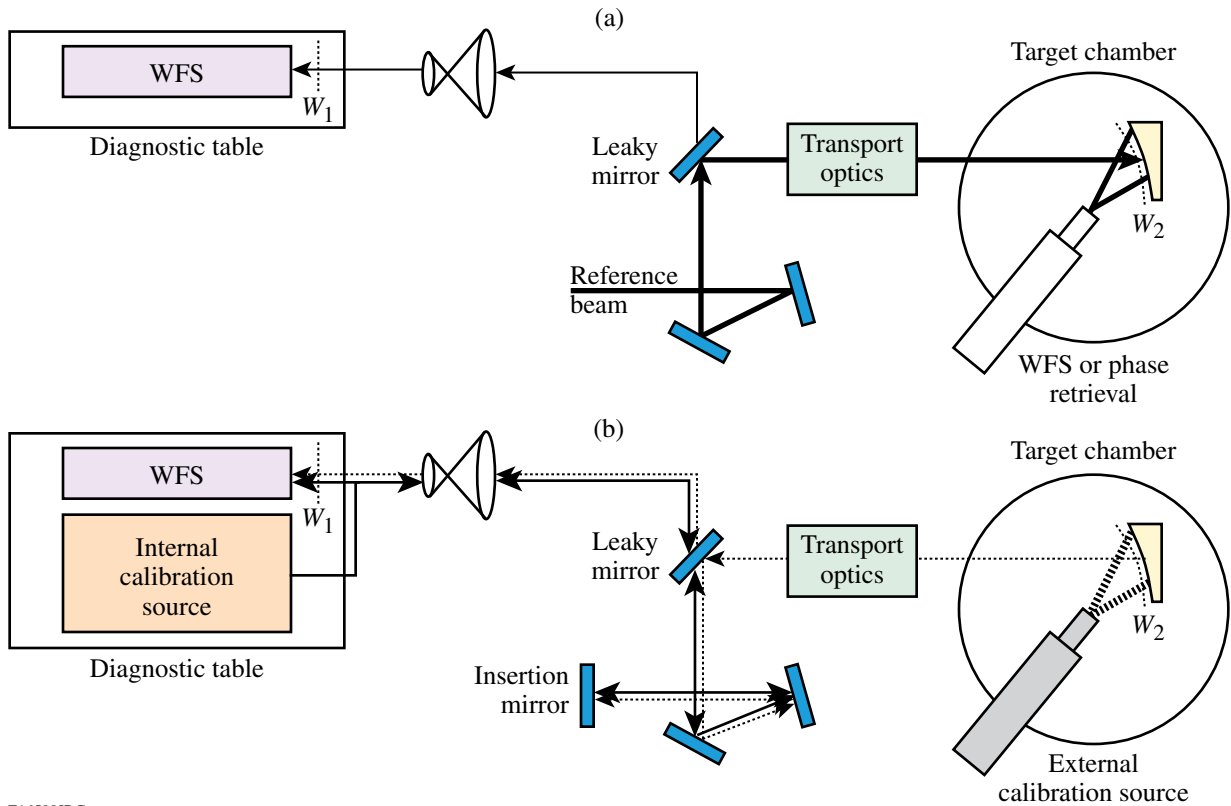 (a)
WFS
W1
Diagnostic table
Leaky
mirror
Transport
optics
Target chamber
W2
Reference
beam
WFS or phase
retrieval
(b)
WFS
W1
Internal
calibration
source
Diagnostic table
Leaky
mirror
Transport
optics
Target chamber
W2
Insertion
mirror
External
calibration source